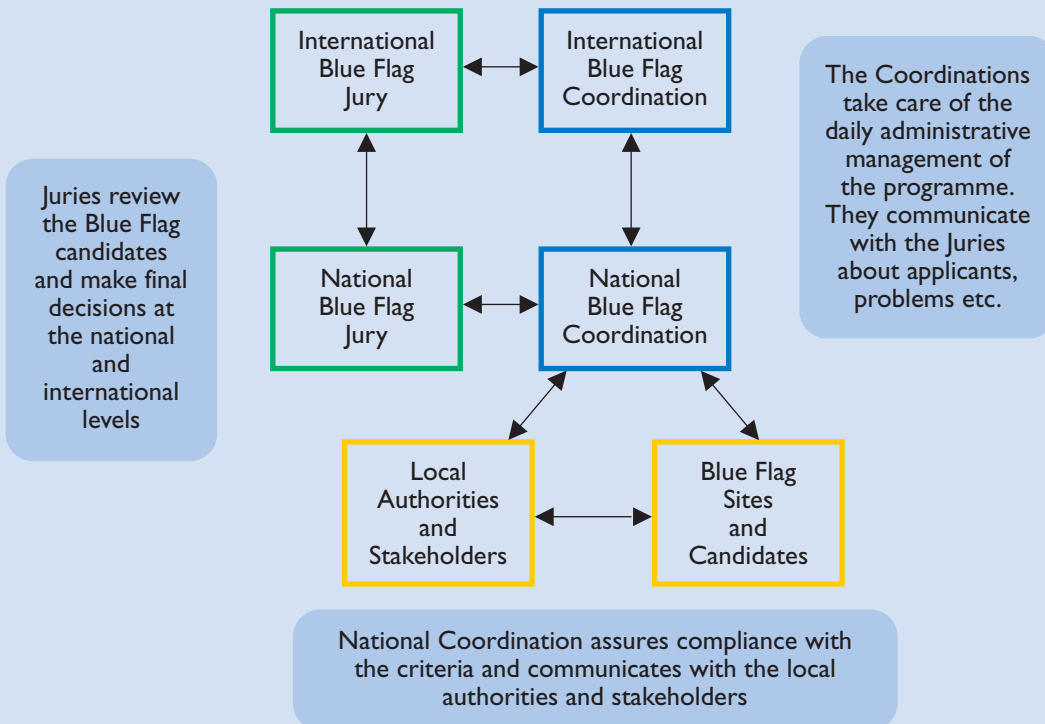 International
Blue Flag
Jury
International
Blue Flag
Coordination
The Coordinations
take care of the
daily administrative
management of
the programme.
They communicate
with the Juries
about applicants,
problems etc.
Juries review
the Blue Flag
candidates
and make final
decisions at
the national
and
international
levels
National
Blue Flag
Jury
National
Blue Flag
Coordination
Local
Authorities
and
Stakeholders
Blue Flag
Sites
and
Candidates
National Coordination assures compliance with
the criteria and communicates with the local
authorities and stakeholders